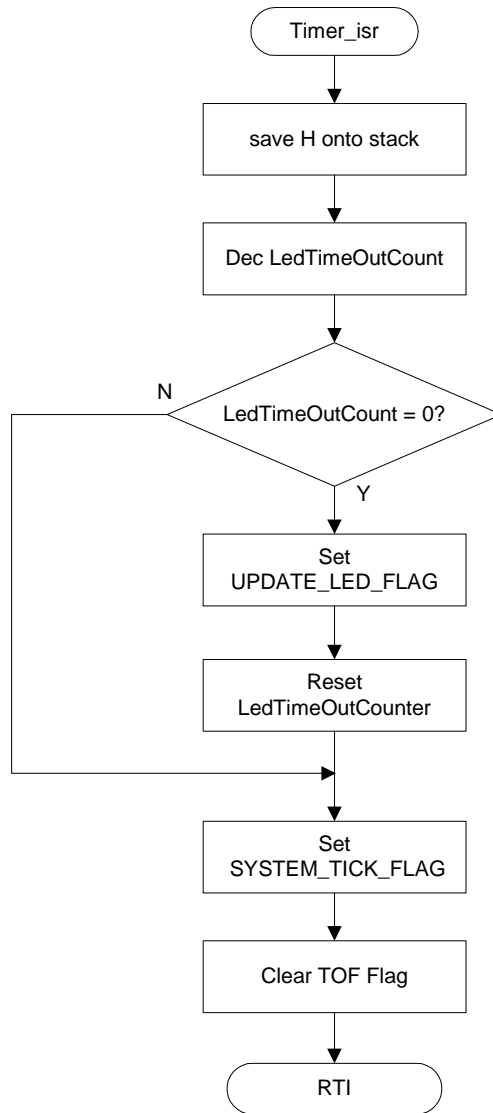 Timer_isr
save H onto stack
Dec LedTimeOutCount
N
LedTimeOutCount = 0?
Y
Set
UPDATE_LED_FLAG
Reset
LedTimeOutCounter
Set
SYSTEM_TICK_FLAG
Clear TOF Flag
RTI